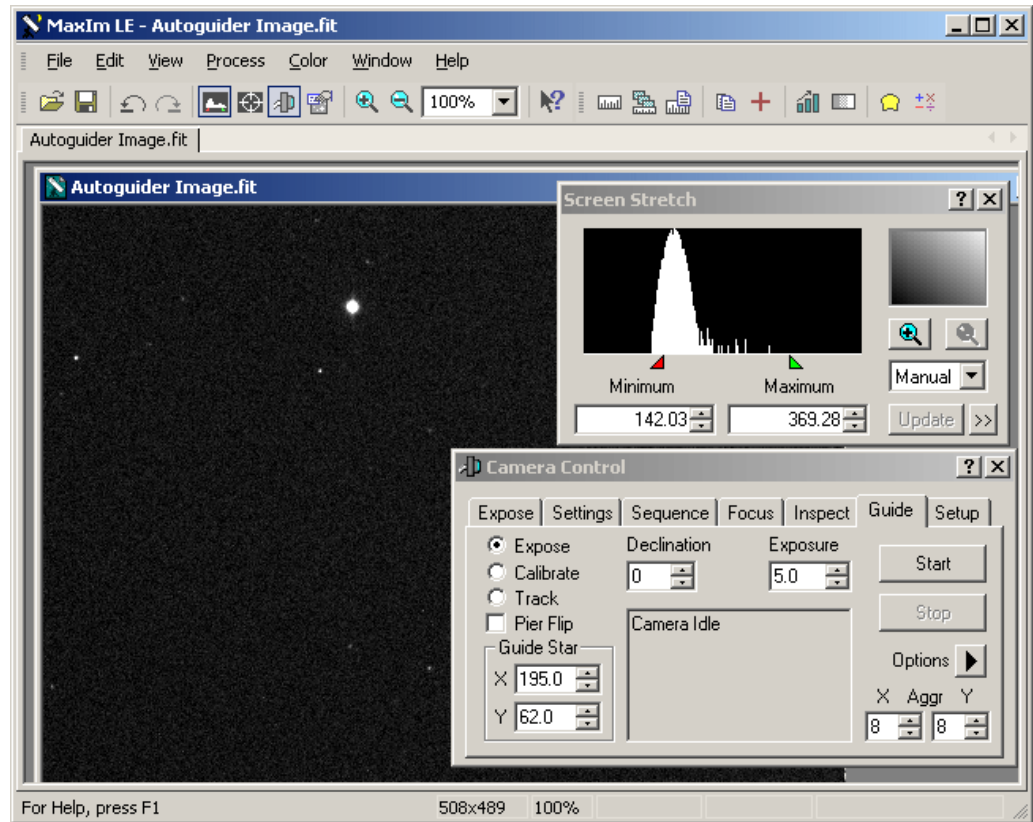 MaxIm LE - Autoguider Image.fit
File Edit View Process Color Window Help
100%
Autoguider Image.fit
Autoguider Image.fit
Screen Stretch
Minimum Maximum
142.03 369.28
Manual
Update >>
Camera Control
Expose Settings Sequence Focus Inspect Guide Setup
Expose
Calibrate
Track
Pier Flip
Guide Star
X 195.0
Y 62.0
Declination
0
Exposure
5.0
Camera Idle
Start
Stop
Options
X Aggr Y
8 8
For Help, press F1 508x489 100%